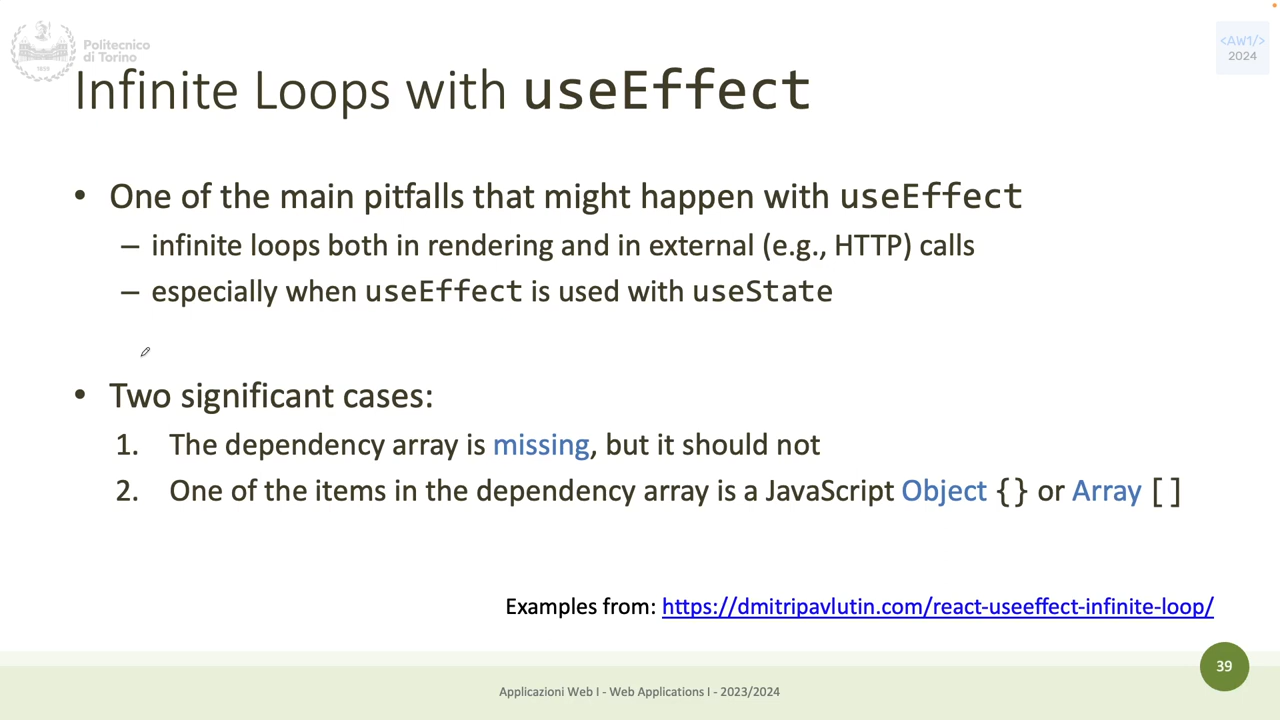 Politecnico
di Torino
1859
<AW1/>
2024
Infinite Loops with useEffect
• One of the main pitfalls that might happen with useEffect
– infinite loops both in rendering and in external (e.g., HTTP) calls
– especially when useEffect is used with useState
• Two significant cases:
1. The dependency array is missing, but it should not
2. One of the items in the dependency array is a JavaScript Object {} or Array []
Examples from: https://dmitripavlutin.com/react-useeffect-infinite-loop/
39
Applicazioni Web I - Web Applications I - 2023/2024